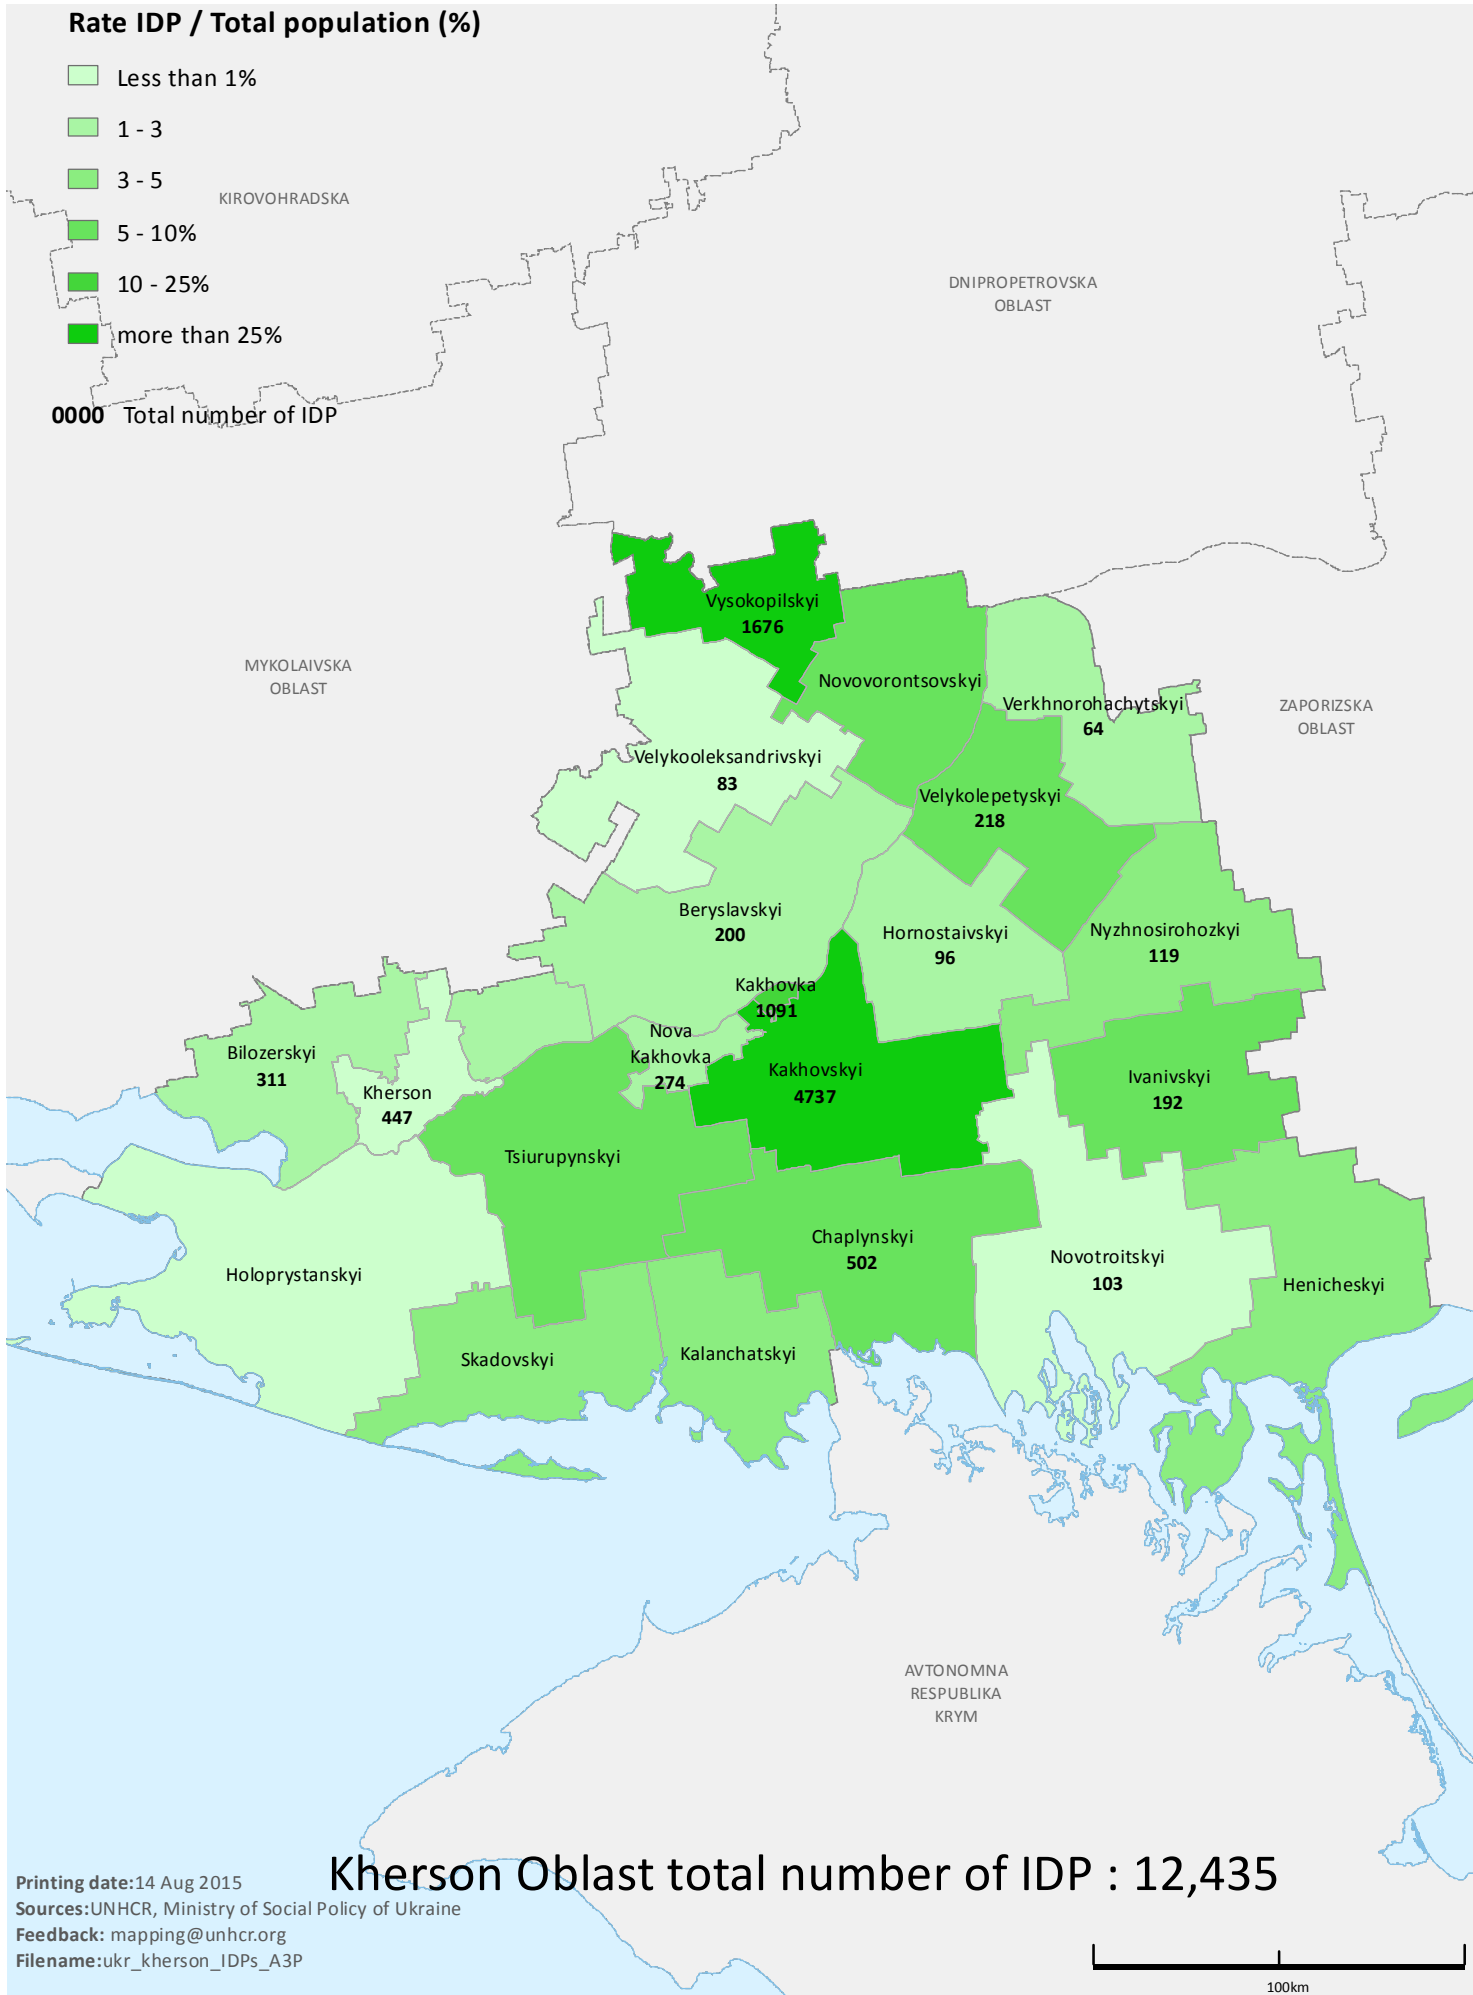 Rate IDP / Total population (%)
Less than 1%
1 - 3
3 - 5
5 - 10%
10 - 25%
more than 25%
0000 Total number of IDP
KIROVOHRADSKA
DNIPROPETROVSKA
OBLAST
MYKOLAIVSKA
OBLAST
ZAPORIZSKA
OBLAST
Vysokopilskyi
1676
Novovorontsovskyi
Verkhnorohachytskyi
64
Velykooleksandrivskyi
83
Velykolepetyskyi
218
Beryslavskyi
200
Hornostaivskyi
96
Nyzhnosirohozkyi
119
Kakhovka
1091
Nova
Kakhovka
274
Kakhovskyi
4737
Ivanivskyi
192
Bilozerskyi
311
Kherson
447
Tsiurupynskyi
Chaplynskyi
502
Novotroitskyi
103
Henicheskyi
Holoprystanskyi
Skadovskyi
Kalanchatskyi
AVTONOMNA
RESPUBLIKA
KRYM
Kherson Oblast total number of IDP : 12,435
Printing date:14 Aug 2015
Sources:UNHCR, Ministry of Social Policy of Ukraine
Feedback: mapping@unhcr.org
Filename:ukr_kherson_IDPs_A3P
100km